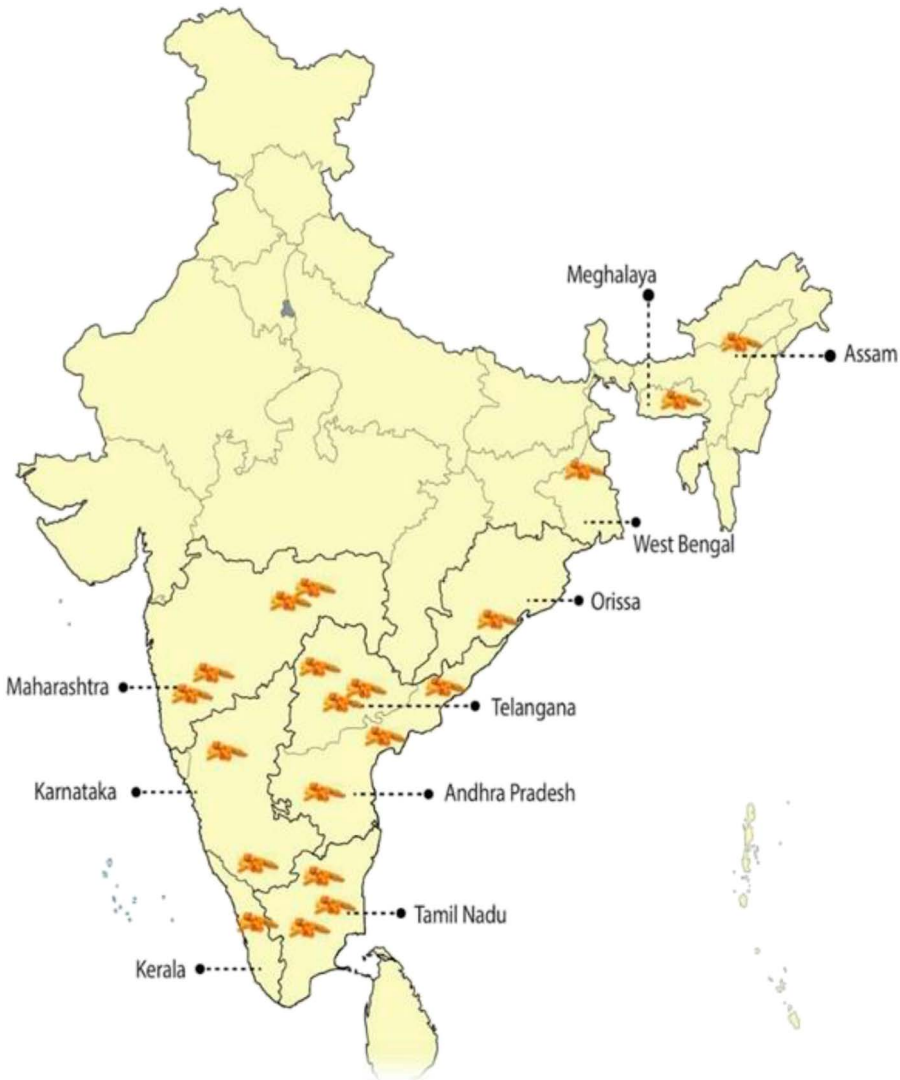 Meghalaya
Assam
West Bengal
Orissa
Maharashtra
Telangana
Karnataka
Andhra Pradesh
Tamil Nadu
Kerala